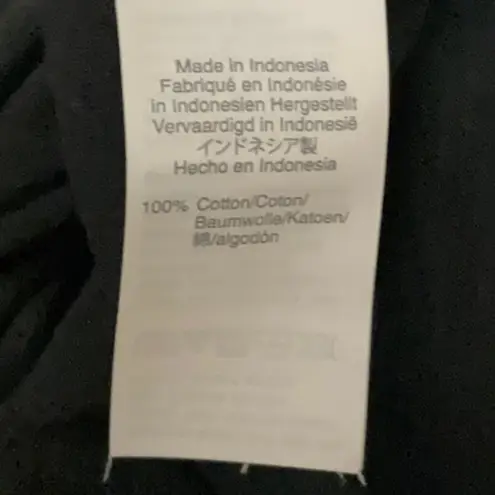 Made in Indonesia
Fabriqué en Indonésie
in Indonesien Hergestellt
Vervaardigd in Indonesië
インドネシア製
Hecho en Indonesia
100% Cotton/Coton/
Baumwolle/Katoen/
綿/algodón